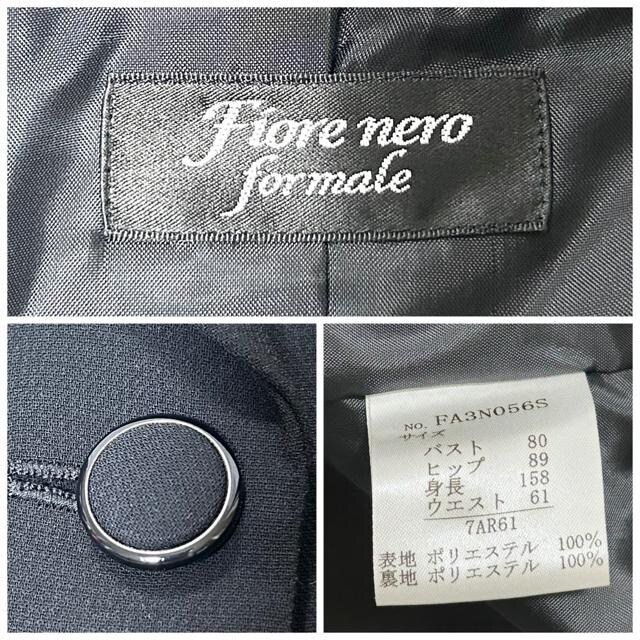 Fiore nero
formale
NO. FA3N056S
サイズ
バスト 80
ヒップ 89
身長 158
ウエスト 61
7AR61
表地 ポリエステル 100%
裏地 ポリエステル 100%